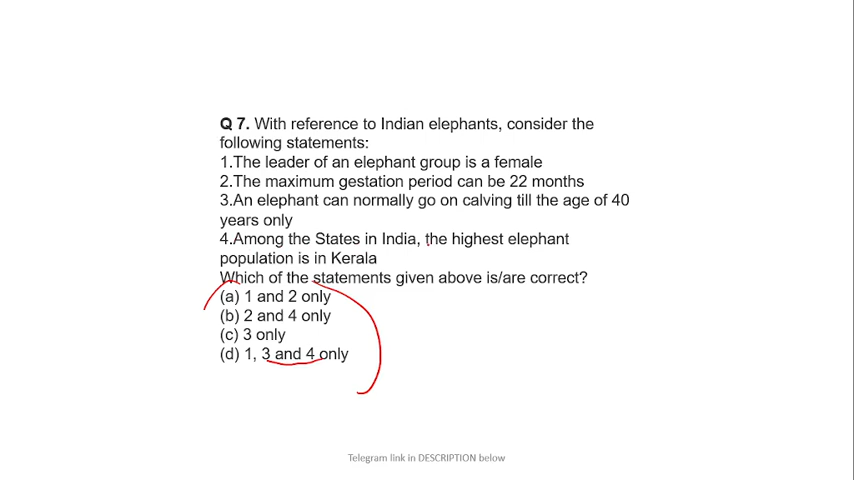 Q 7. With reference to Indian elephants, consider the
following statements:
1.The leader of an elephant group is a female
2.The maximum gestation period can be 22 months
3.An elephant can normally go on calving till the age of 40
years only
4.Among the States in India, the highest elephant
population is in Kerala
Which of the statements given above is/are correct?
(a) 1 and 2 only
(b) 2 and 4 only
(c) 3 only
(d) 1, 3 and 4 only
Telegram link in DESCRIPTION below